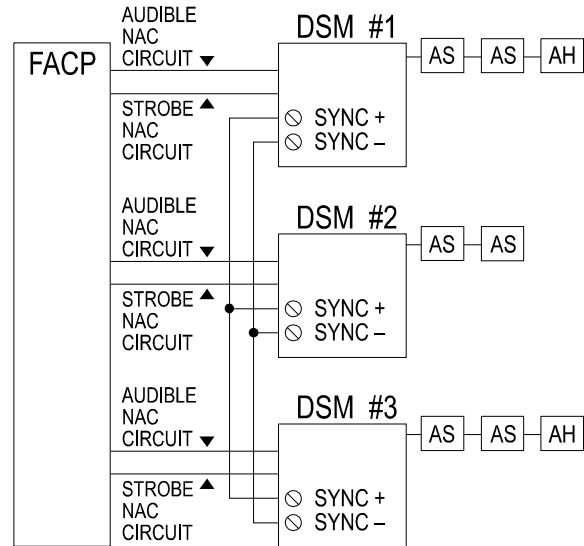 AUDIBLE
NAC
CIRCUIT
FACP
DSM #1
AS AS AH
STROBE
NAC
CIRCUIT
SYNC +
SYNC –
AUDIBLE
NAC
CIRCUIT
DSM #2
AS AS
STROBE
NAC
CIRCUIT
SYNC +
SYNC –
AUDIBLE
NAC
CIRCUIT
DSM #3
AS AS AH
STROBE
NAC
CIRCUIT
SYNC +
SYNC –